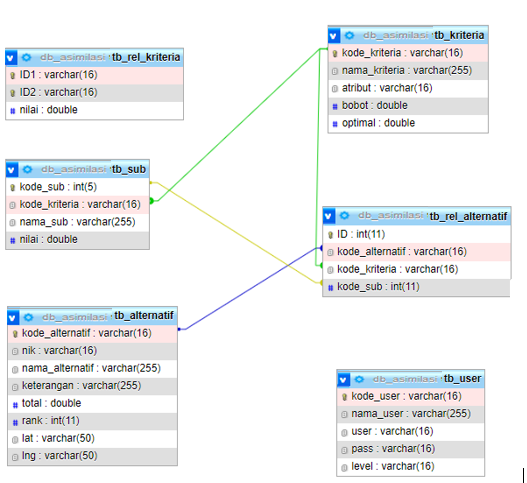 db_asimilasi tb_rel_kriteria
ID1 : varchar(16)
ID2 : varchar(16)
nilai : double
db_asimilasi tb_kriteria
kode_kriteria : varchar(16)
nama_kriteria : varchar(255)
atribut : varchar(16)
bobot : double
optimal : double
db_asimilasi tb_sub
kode_sub : int(5)
kode_kriteria : varchar(16)
nama_sub : varchar(255)
nilai : double
db_asimilasi tb_rel_alternatif
ID : int(11)
kode_alternatif : varchar(16)
kode_kriteria : varchar(16)
kode_sub : int(11)
db_asimilasi tb_alternatif
kode_alternatif : varchar(16)
nik : varchar(16)
nama_alternatif : varchar(255)
keterangan : varchar(255)
total : double
rank : int(11)
lat : varchar(50)
lng : varchar(50)
db_asimilasi tb_user
kode_user : varchar(16)
nama_user : varchar(255)
user : varchar(16)
pass : varchar(16)
level : varchar(16)